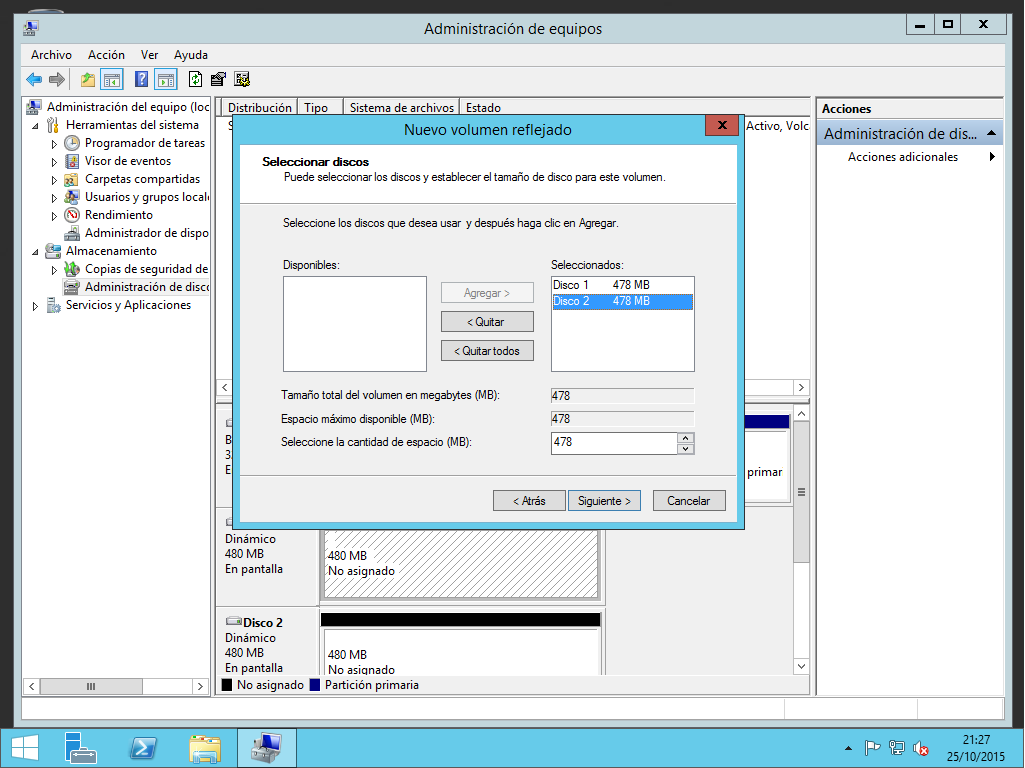 Administración de equipos
Archivo Acción Ver Ayuda
Administración del equipo (loc
Herramientas del sistema
Programador de tareas
Visor de eventos
Carpetas compartidas
Usuarios y grupos locale
Rendimiento
Administrador de dispo
Almacenamiento
Copias de seguridad de
Administración de disco
Servicios y Aplicaciones
Distribución Tipo Sistema de archivos Estado
Activo, Volc
Nuevo volumen reflejado
Seleccionar discos
Puede seleccionar los discos y establecer el tamaño de disco para este volumen.
Seleccione los discos que desea usar y después haga clic en Agregar.
Disponibles:
Agregar >
< Quitar
< Quitar todos
Seleccionados:
Disco 1 478 MB
Disco 2 478 MB
Tamaño total del volumen en megabytes (MB): 478
Espacio máximo disponible (MB): 478
Seleccione la cantidad de espacio (MB): 478
< Atrás Siguiente > Cancelar
primar
Dinámico
480 MB
En pantalla
480 MB
No asignado
Disco 2
Dinámico
480 MB
En pantalla
480 MB
No asignado
No asignado Partición primaria
Acciones
Administración de dis...
Acciones adicionales
21:27
25/10/2015